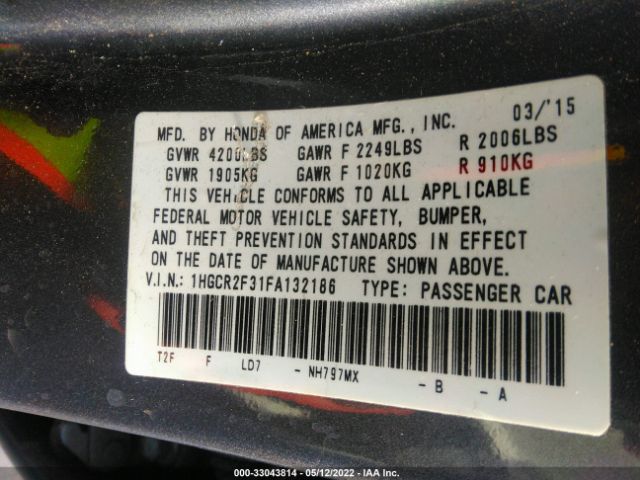 03/'15
MFD. BY HONDA OF AMERICA MFG., INC.
GVWR 4200LBS GAWR F 2249LBS R 2006LBS
GVWR 1905KG GAWR F 1020KG R 910KG
THIS VEHICLE CONFORMS TO ALL APPLICABLE
FEDERAL MOTOR VEHICLE SAFETY, BUMPER,
AND THEFT PREVENTION STANDARDS IN EFFECT
ON THE DATE OF MANUFACTURE SHOWN ABOVE.
V.I.N.: 1HGCR2F31FA132186 TYPE: PASSENGER CAR
T2F F LD7 - NH797MX - B - A
000-33043814 - 05/12/2022 - IAA Inc.